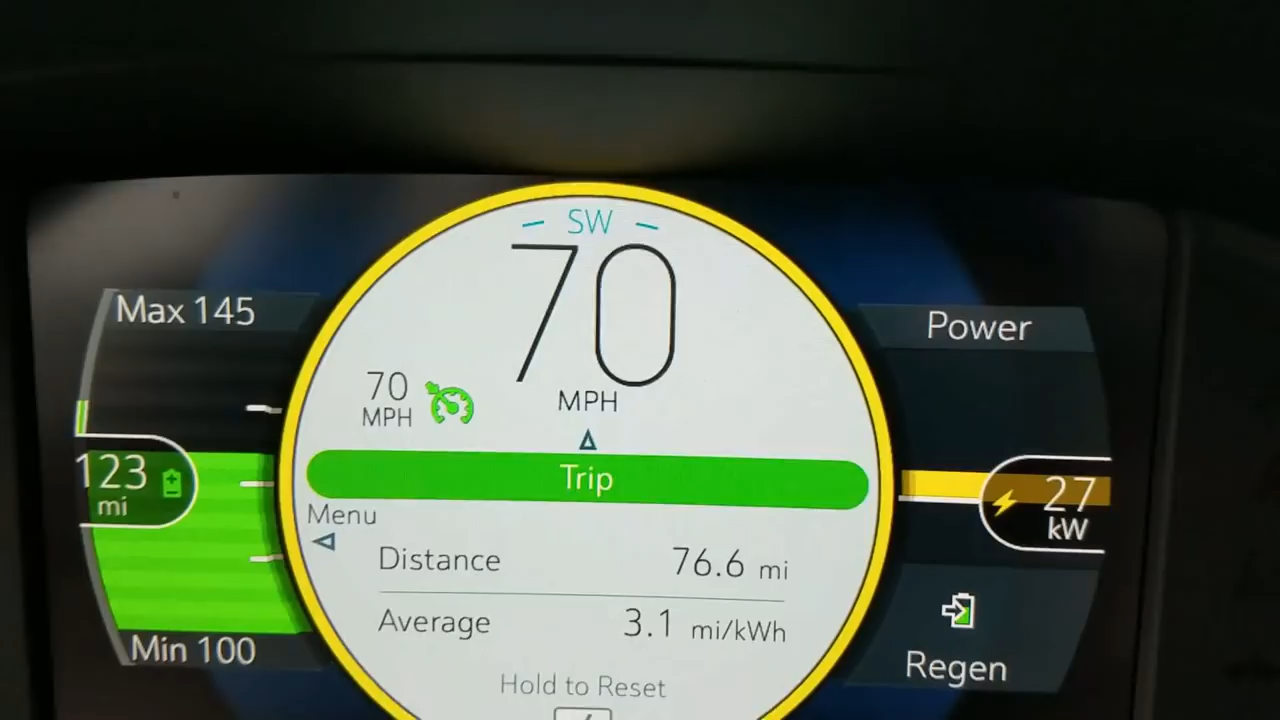 SW
70
MPH
Max 145
Power
70
MPH
123
mi
Trip
27
kW
Menu
Distance 76.6 mi
Average 3.1 mi/kWh
Min 100
Regen
Hold to Reset